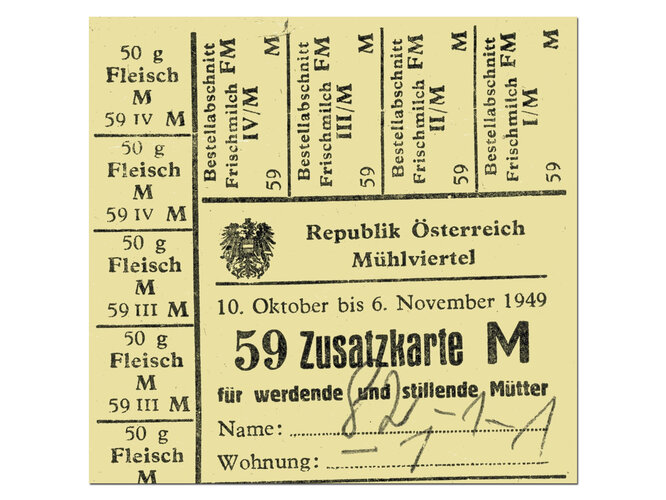 50 g
Fleisch
M
59 IV M
50 g
Fleisch
M
59 IV M
50 g
Fleisch
M
59 III M
50 g
Fleisch
M
59 III M
50 g
Fleisch
M
Bestellabschnitt
Frischmilch FM
IV/M
59 M
Bestellabschnitt
Frischmilch FM
III/M
59 M
Bestellabschnitt
Frischmilch FM
II/M
59 M
Bestellabschnitt
Frischmilch FM
I/M
59 M
Republik Österreich
Mühlviertel
10. Oktober bis 6. November 1949
59 Zusatzkarte M
für werdende und stillende Mütter
Name:
Wohnung: